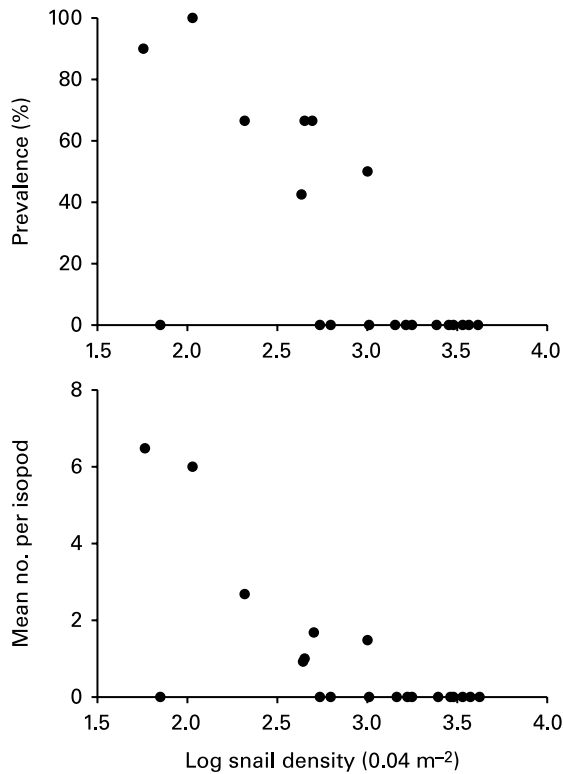 100
80
60
40
20
0
Prevalence (%)
1.5 2.0 2.5 3.0 3.5 4.0
8
6
4
2
0
Mean no. per isopod
1.5 2.0 2.5 3.0 3.5 4.0
Log snail density (0.04 m⁻²)